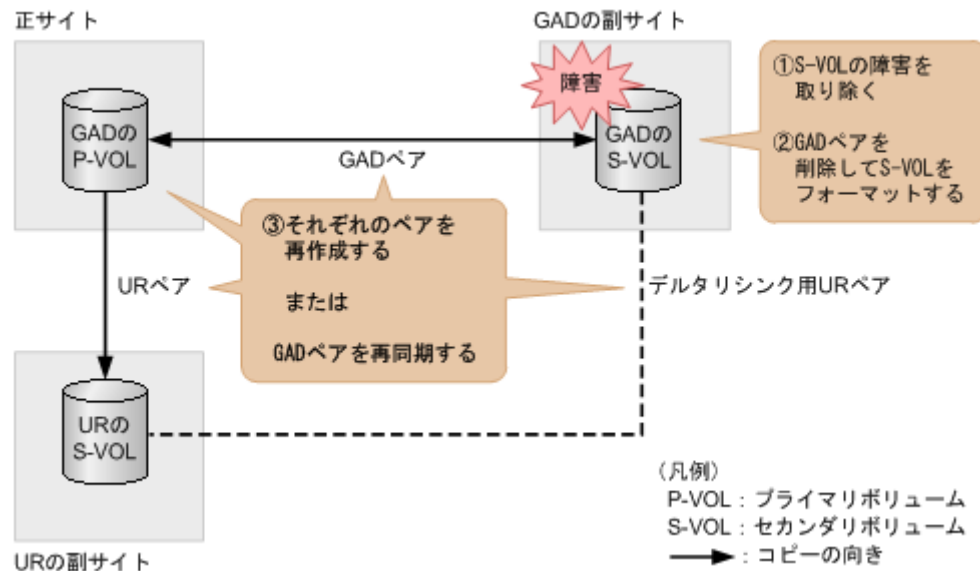 正サイト
GADの副サイト
障害
GADの
P-VOL
GADの
S-VOL
GADペア
①S-VOLの障害を
取り除く
②GADペアを
削除してS-VOLを
フォーマットする
③それぞれのペアを
再作成する
または
GADペアを再同期する
URペア
デルタリシンク用URペア
URの
S-VOL
URの副サイト
（凡例）
P-VOL：プライマリボリューム
S-VOL：セカンダリボリューム
：コピーの向き